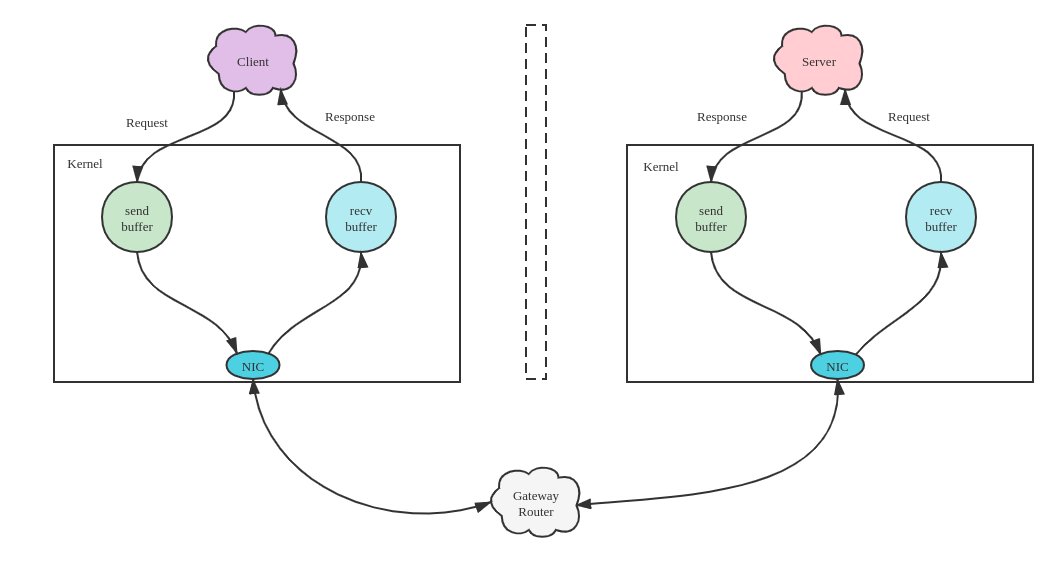 Client
Server
Request
Response
Response
Request
Kernel
Kernel
send
buffer
recv
buffer
send
buffer
recv
buffer
NIC
NIC
Gateway
Router